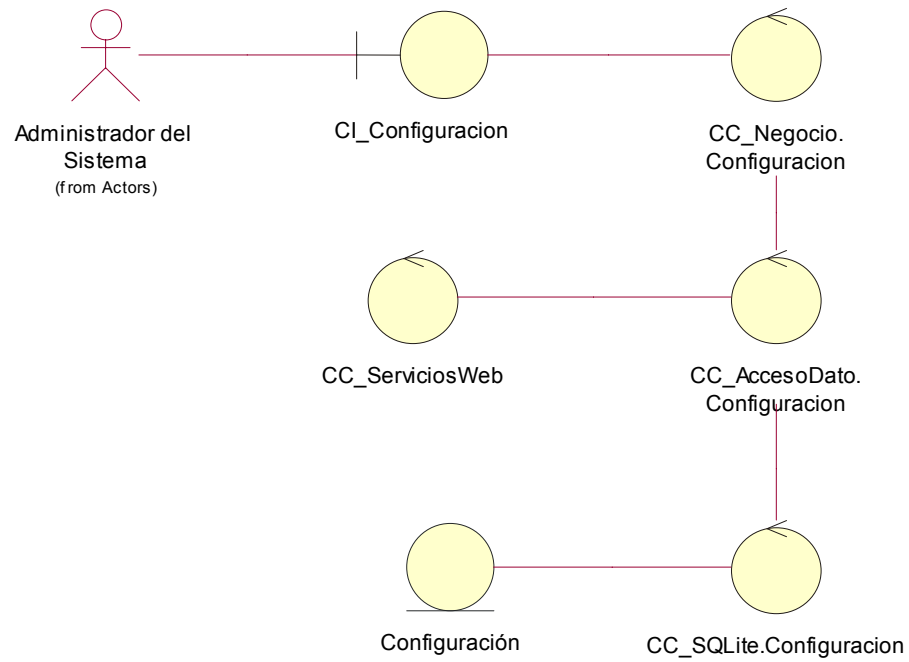 Administrador del
Sistema
(from Actors)
CI_Configuracion
CC_Negocio.
Configuracion
CC_ServiciosWeb
CC_AccesoDato.
Configuracion
Configuración
CC_SQLite.Configuracion